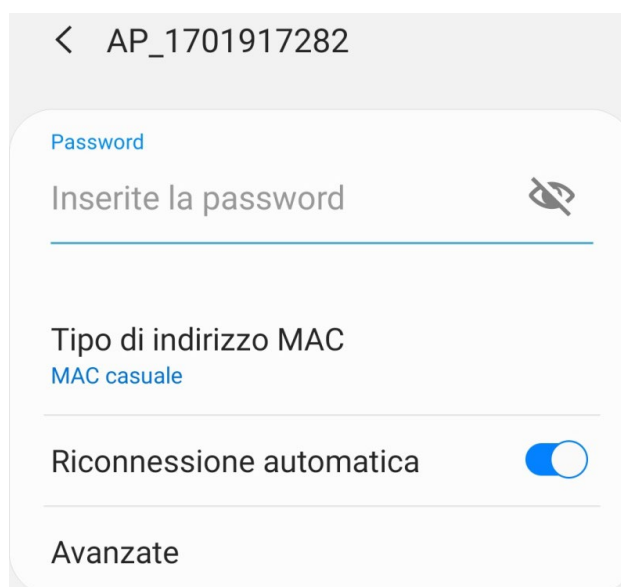 AP_1701917282
Password
Inserite la password
Tipo di indirizzo MAC
MAC casuale
Riconnessione automatica
Avanzate